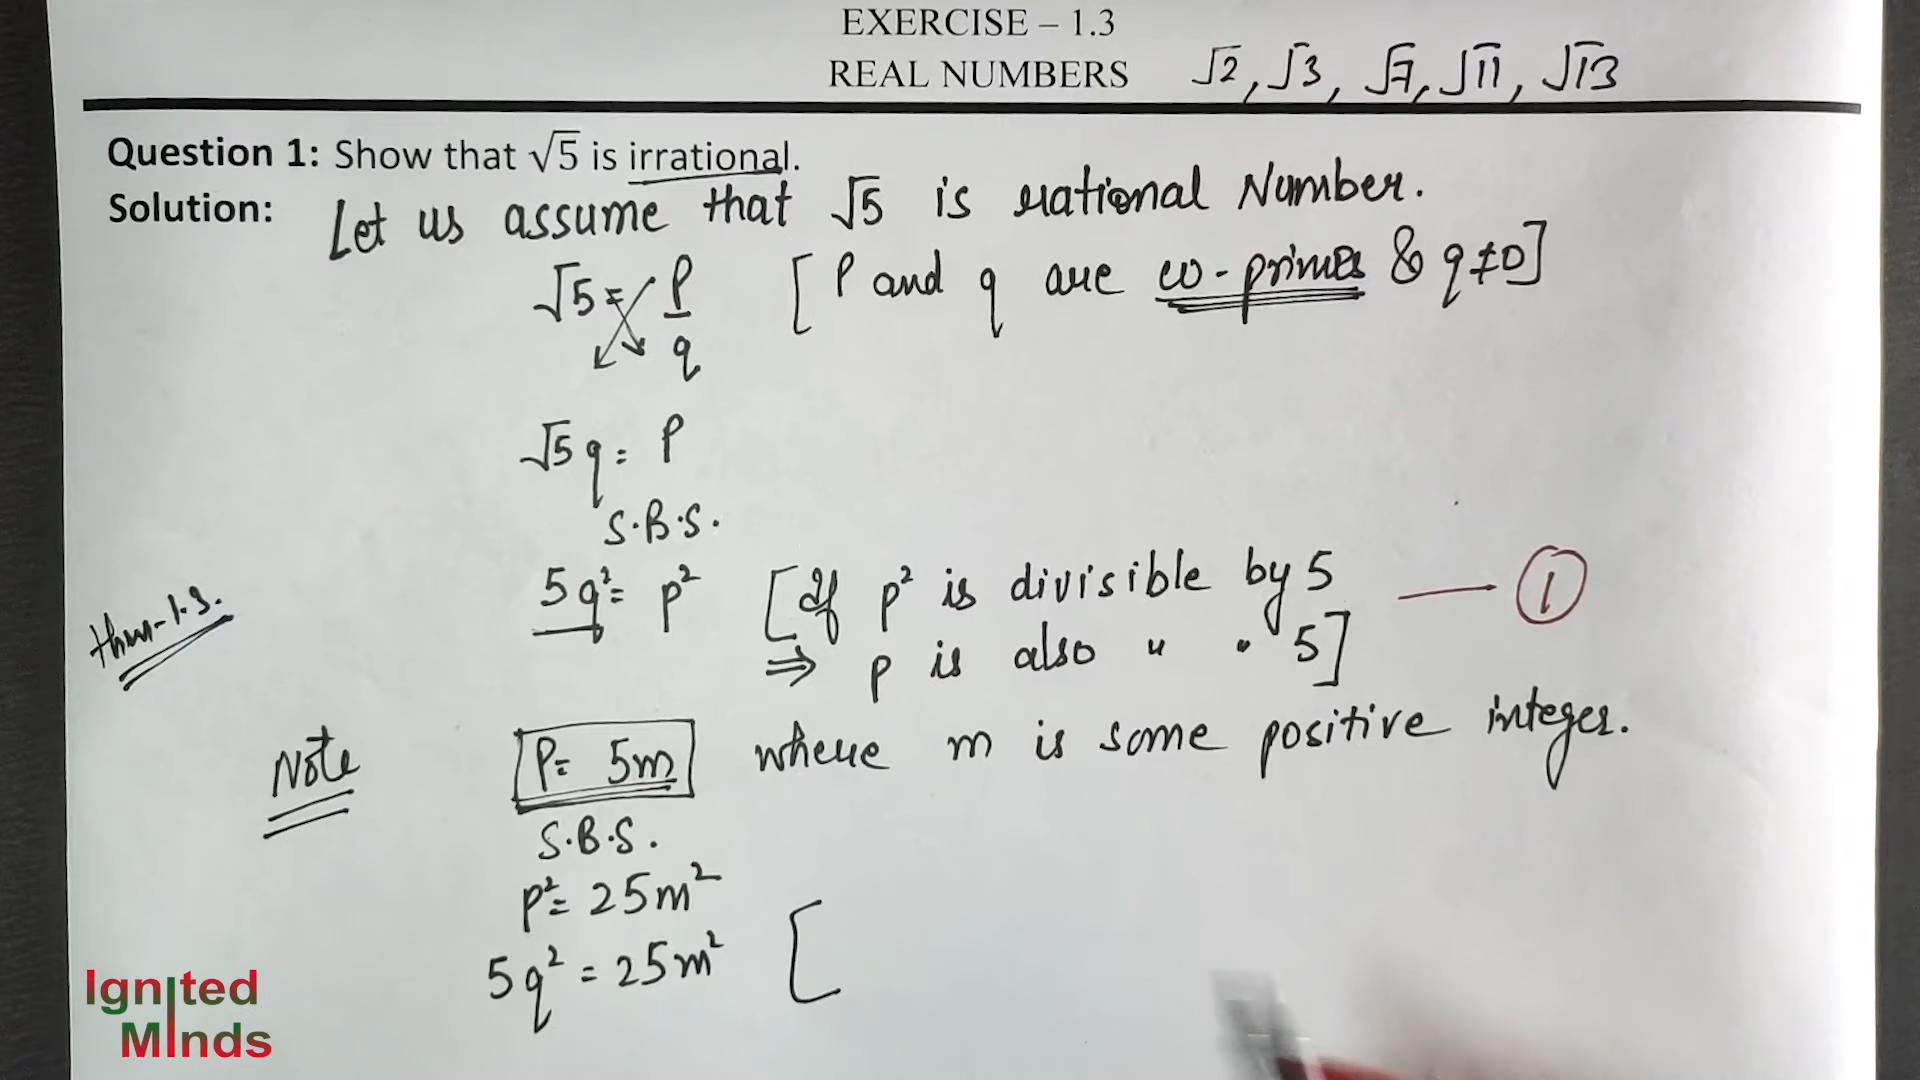 EXERCISE – 1.3
REAL NUMBERS √2, √3, √7, √11, √13
Question 1: Show that √5 is irrational.
Solution: Let us assume that √5 is rational Number.
√5 = p/q [P and q are co-primes & q≠0]
√5 q = P
S.B.S.
5q² = p² [If p² is divisible by 5 — ①
Thm-1.3.
⇒ p is also " " 5]
Note P = 5m where m is some positive integer.
S.B.S.
p² = 25m²
5q² = 25m² [
Ignited
Minds